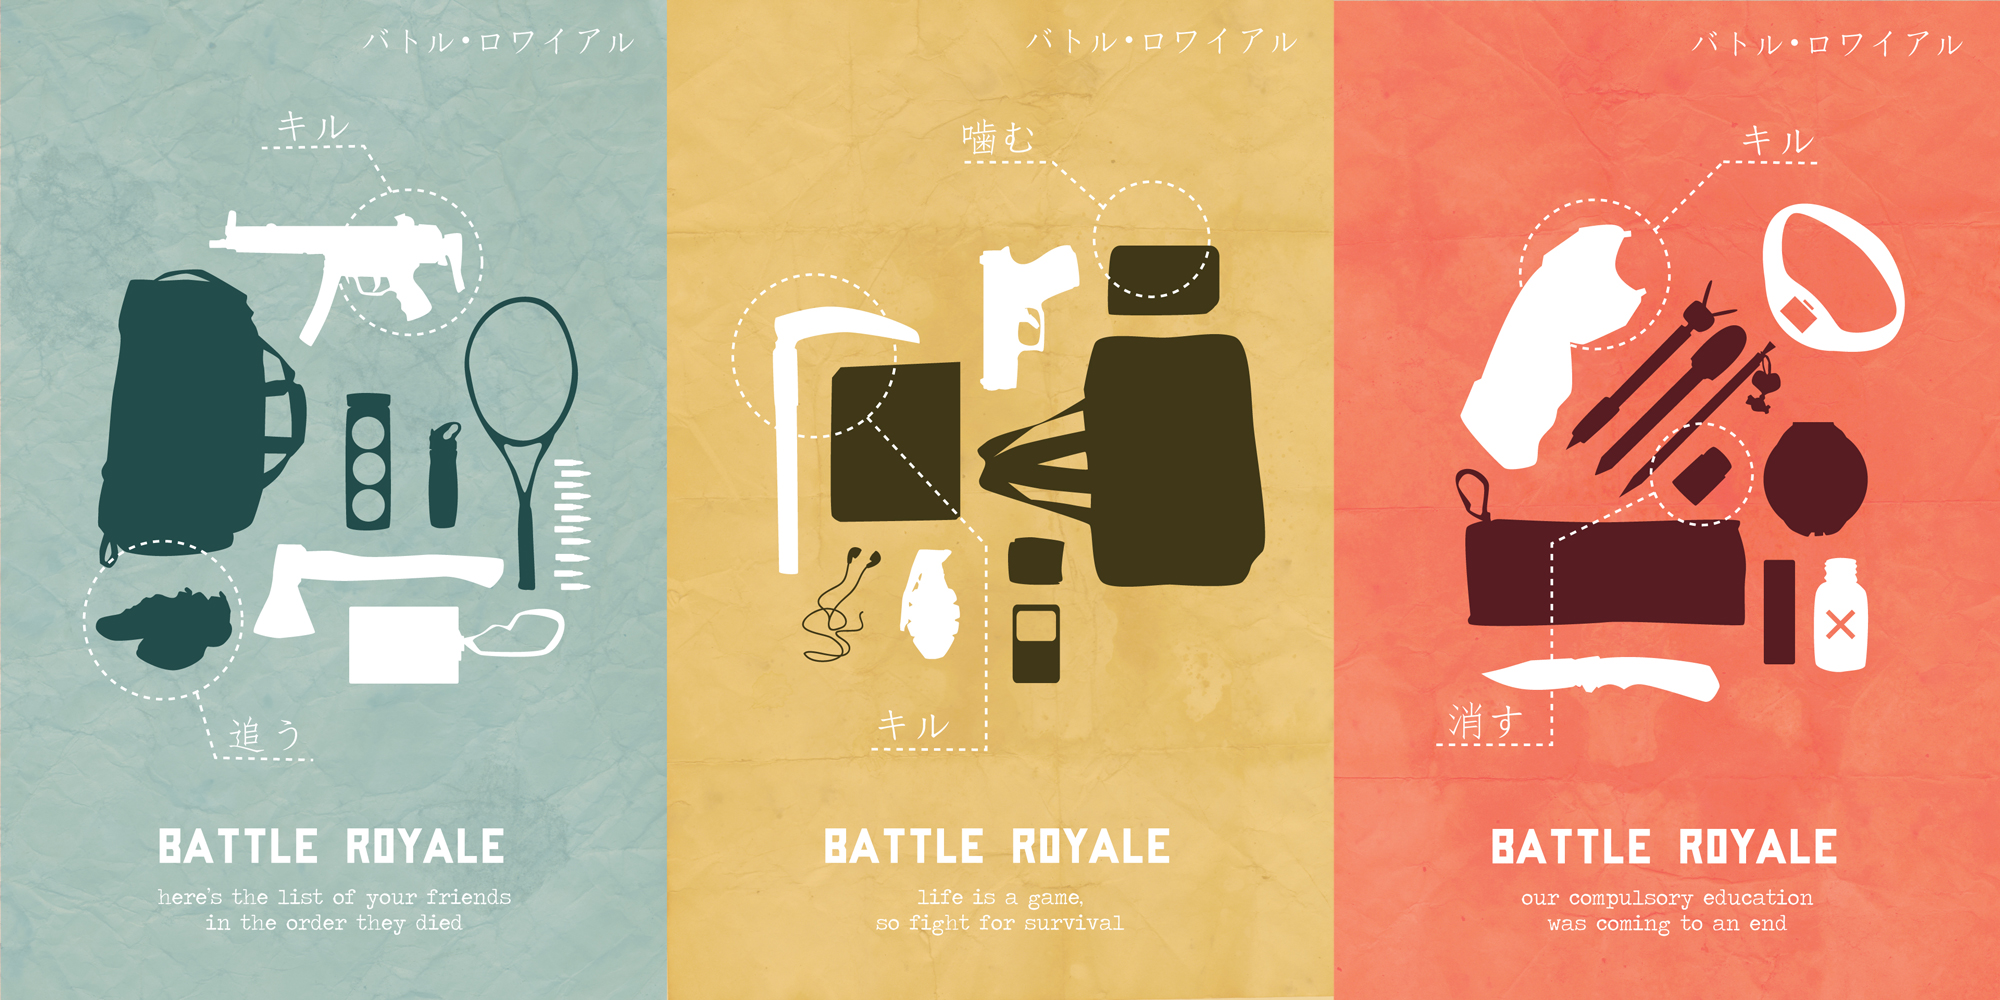 バトル・ロワイアル
キル
追う
BATTLE ROYALE
here's the list of your friends
in the order they died
バトル・ロワイアル
噛む
キル
BATTLE ROYALE
life is a game,
so fight for survival
バトル・ロワイアル
キル
消す
BATTLE ROYALE
our compulsory education
was coming to an end